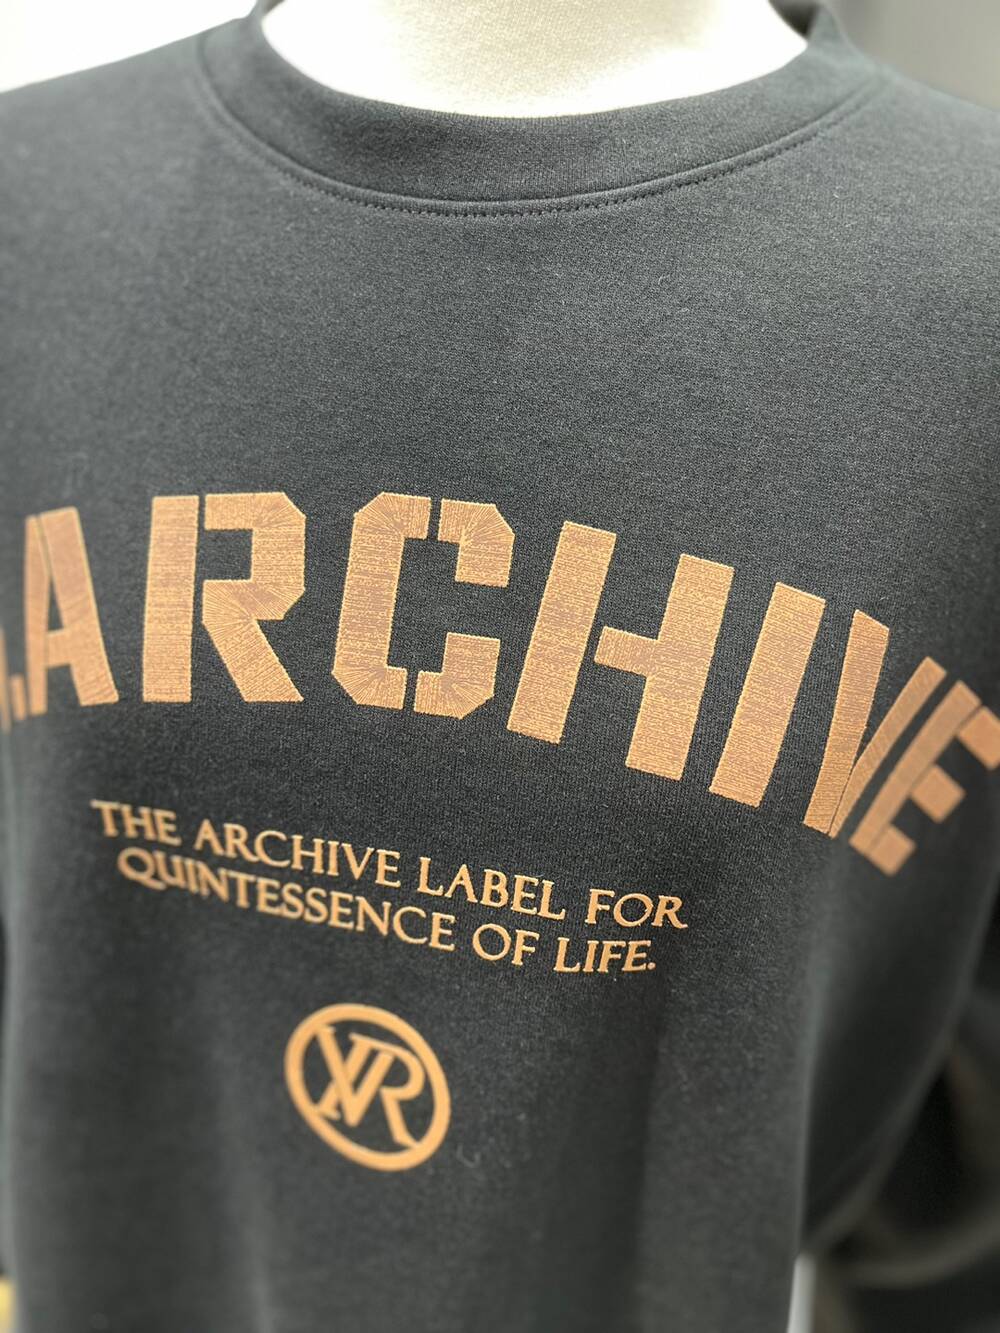 ARCHIVE
THE ARCHIVE LABEL FOR
QUINTESSENCE OF LIFE.